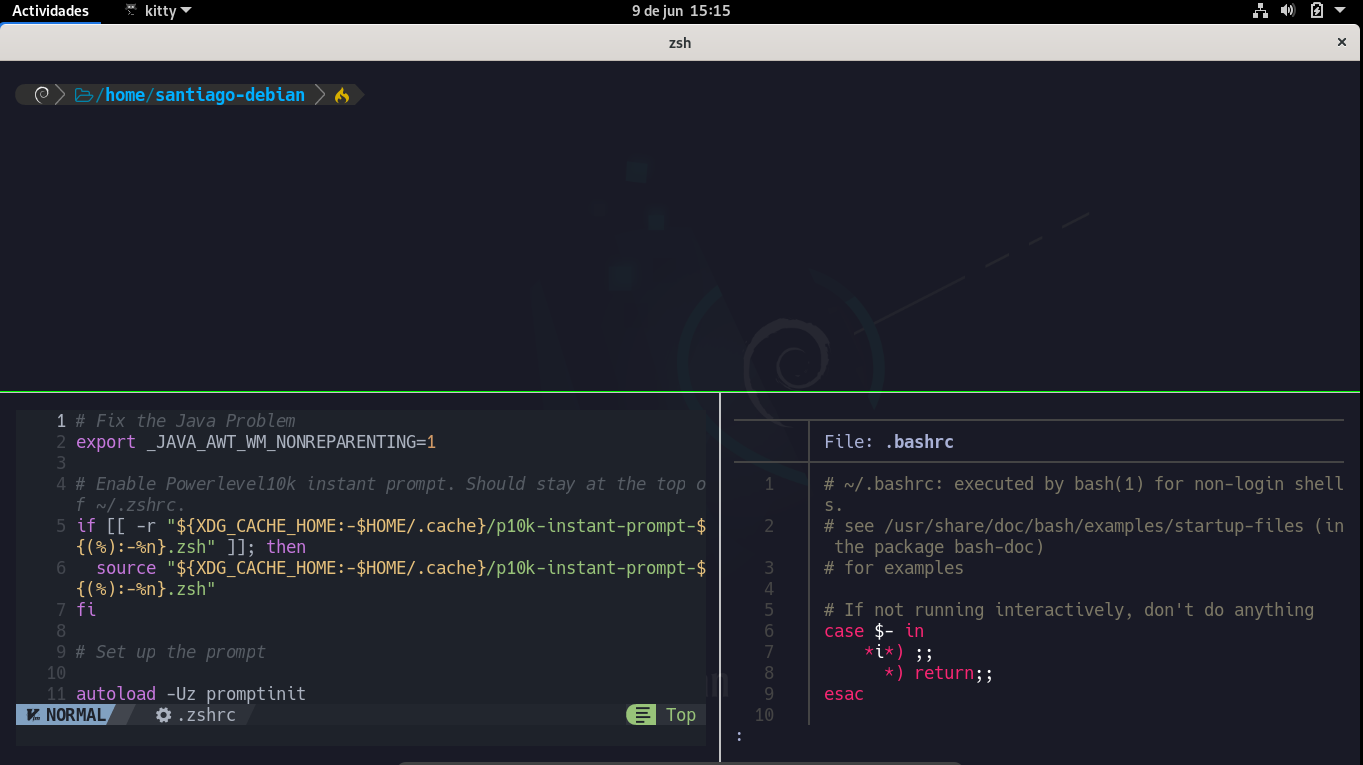 Actividades kitty 9 de jun 15:15
zsh
/home/santiago-debian
1 # Fix the Java Problem
2 export _JAVA_AWT_WM_NONREPARENTING=1
3
4 # Enable Powerlevel10k instant prompt. Should stay at the top o
f ~/.zshrc.
5 if [[ -r "${XDG_CACHE_HOME:-$HOME/.cache}/p10k-instant-prompt-$
{(%):-%n}.zsh" ]]; then
6   source "${XDG_CACHE_HOME:-$HOME/.cache}/p10k-instant-prompt-$
{(%):-%n}.zsh"
7 fi
8
9 # Set up the prompt
10
11 autoload -Uz promptinit
NORMAL .zshrc Top
File: .bashrc
1 # ~/.bashrc: executed by bash(1) for non-login shell
s.
2 # see /usr/share/doc/bash/examples/startup-files (in
 the package bash-doc)
3 # for examples
4
5 # If not running interactively, don't do anything
6 case $- in
7     *i*) ;;
8       *) return;;
9 esac
10
: